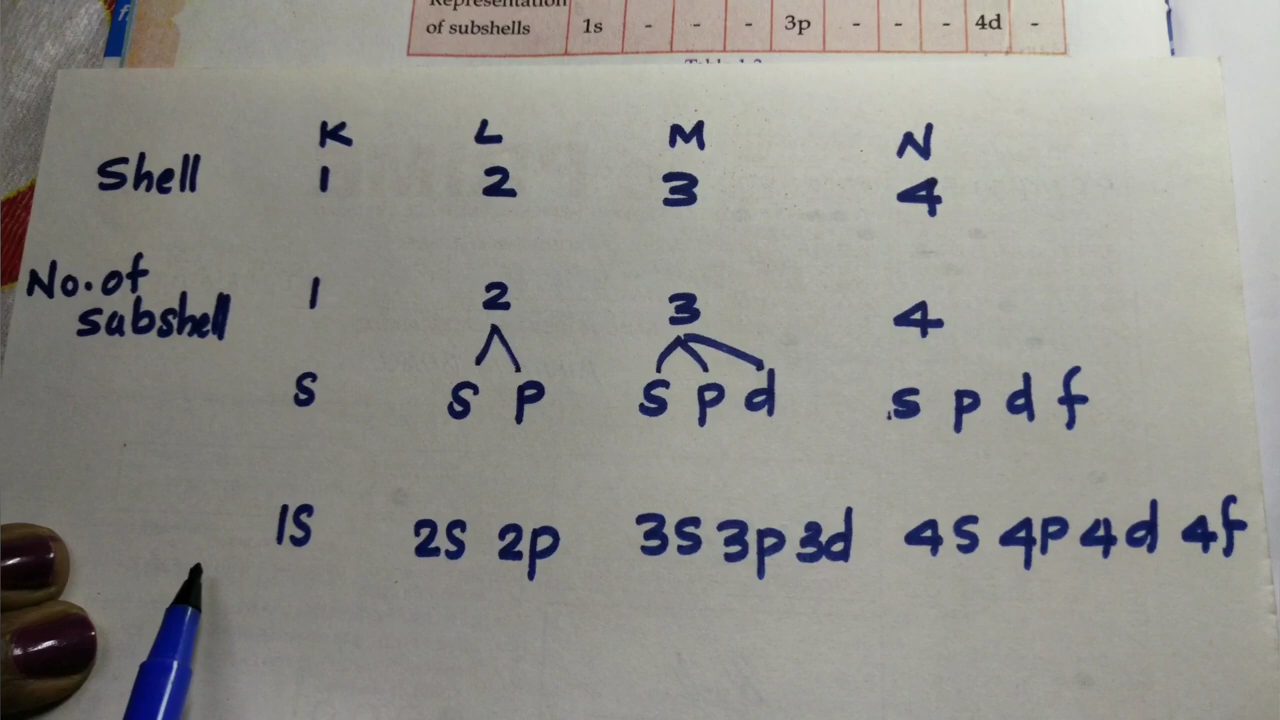 Representation
of subshells 1s - - - 3p - - - 4d -
K L M N
Shell 1 2 3 4
No. of
subshell 1 2 3 4
s s p s p d s p d f
1s 2s 2p 3s 3p 3d 4s 4p 4d 4f